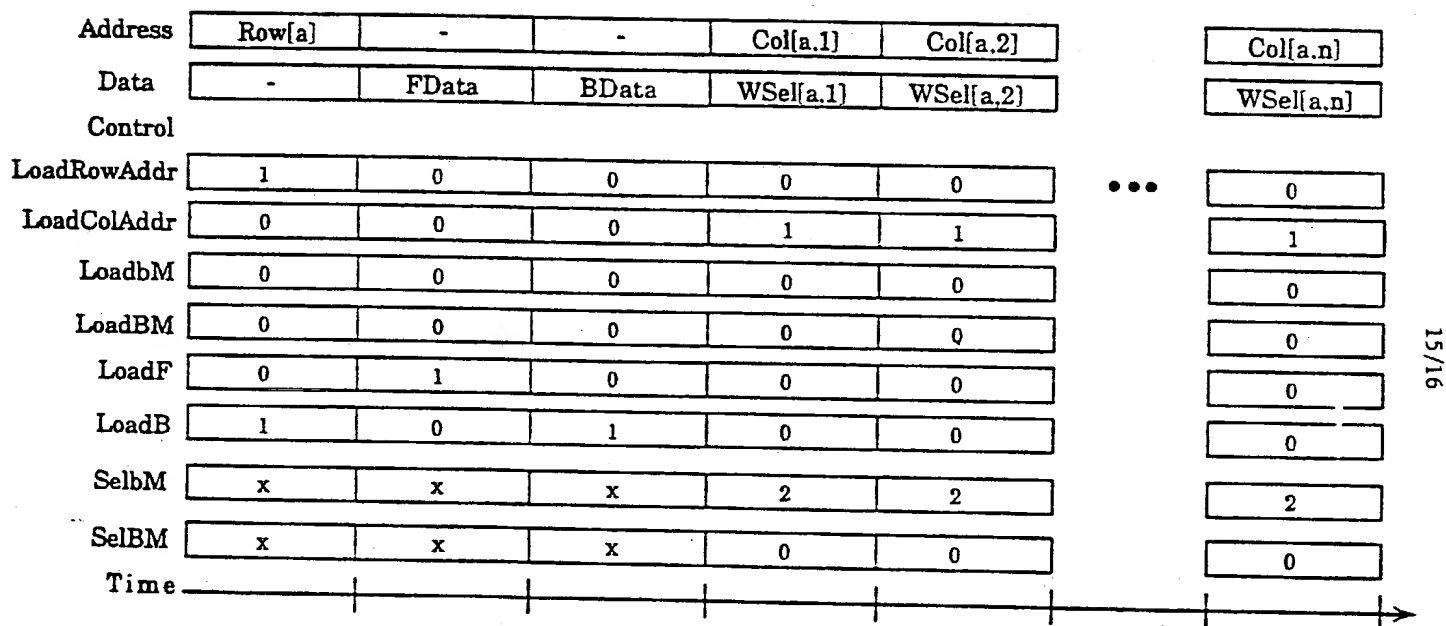 Address Row[a] - - Col[a,1] Col[a,2] Col[a,n]
Data - FData BData WSel[a,1] WSel[a,2] WSel[a,n]
Control
LoadRowAddr 1 0 0 0 0 ••• 0
LoadColAddr 0 0 0 1 1 1
LoadbM 0 0 0 0 0 0
LoadBM 0 0 0 0 0 0
LoadF 0 1 0 0 0 0
LoadB 1 0 1 0 0 0
SelbM x x x 2 2 2
SelBM x x x 0 0 0
Time
15/16